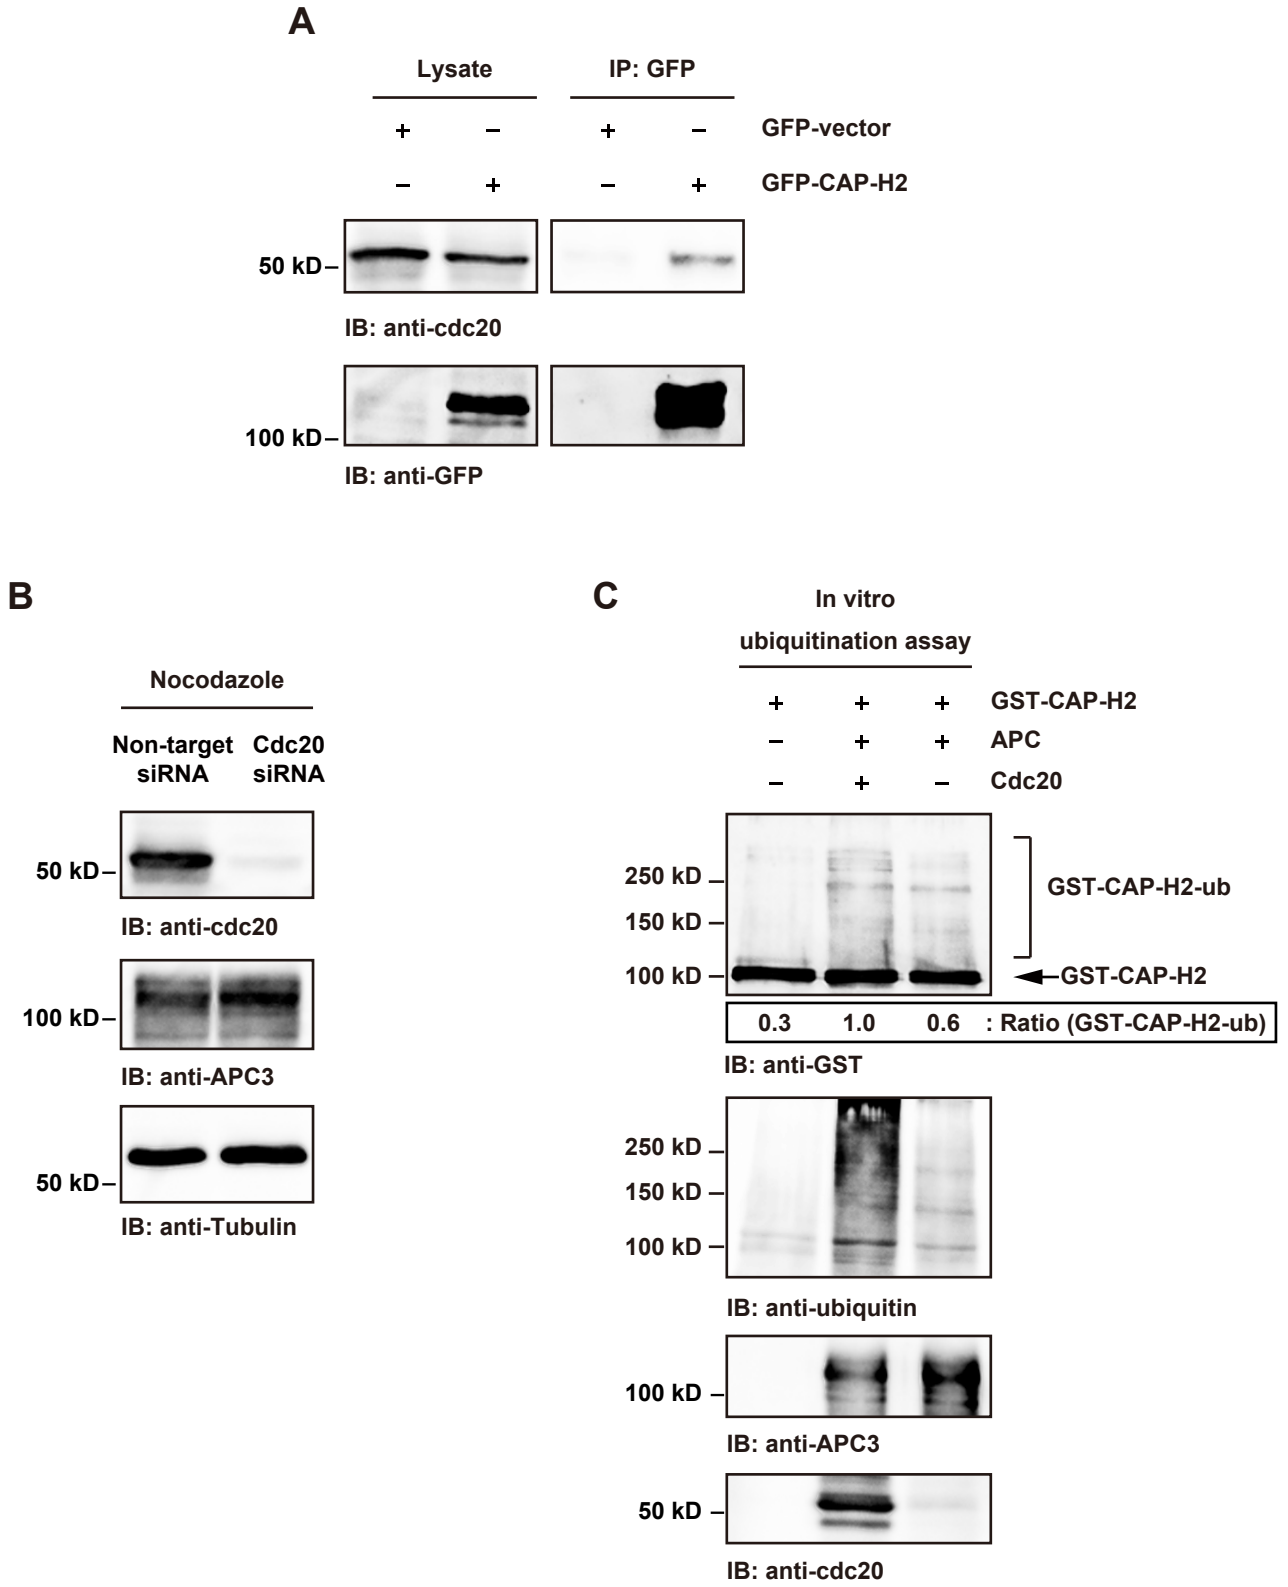 A
Lysate IP: GFP
+ – + – GFP-vector
– + – + GFP-CAP-H2
50 kD
IB: anti-cdc20
100 kD
IB: anti-GFP
B
Nocodazole
Non-target Cdc20
siRNA siRNA
50 kD
IB: anti-cdc20
100 kD
IB: anti-APC3
50 kD
IB: anti-Tubulin
C
In vitro
ubiquitination assay
+ + + GST-CAP-H2
– + + APC
– + – Cdc20
250 kD
150 kD
100 kD
GST-CAP-H2-ub
GST-CAP-H2
0.3 1.0 0.6 : Ratio (GST-CAP-H2-ub)
IB: anti-GST
250 kD
150 kD
100 kD
IB: anti-ubiquitin
100 kD
IB: anti-APC3
50 kD
IB: anti-cdc20